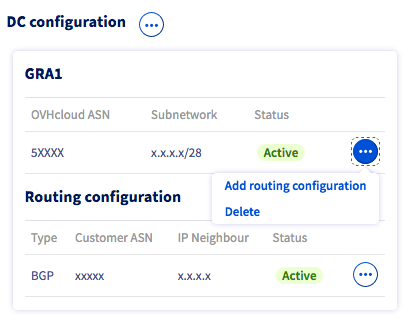 DC configuration
GRA1
OVHcloud ASN Subnetwork Status
5XXXX x.x.x.x/28 Active
Add routing configuration
Delete
Routing configuration
Type Customer ASN IP Neighbour Status
BGP xxxxx x.x.x.x Active